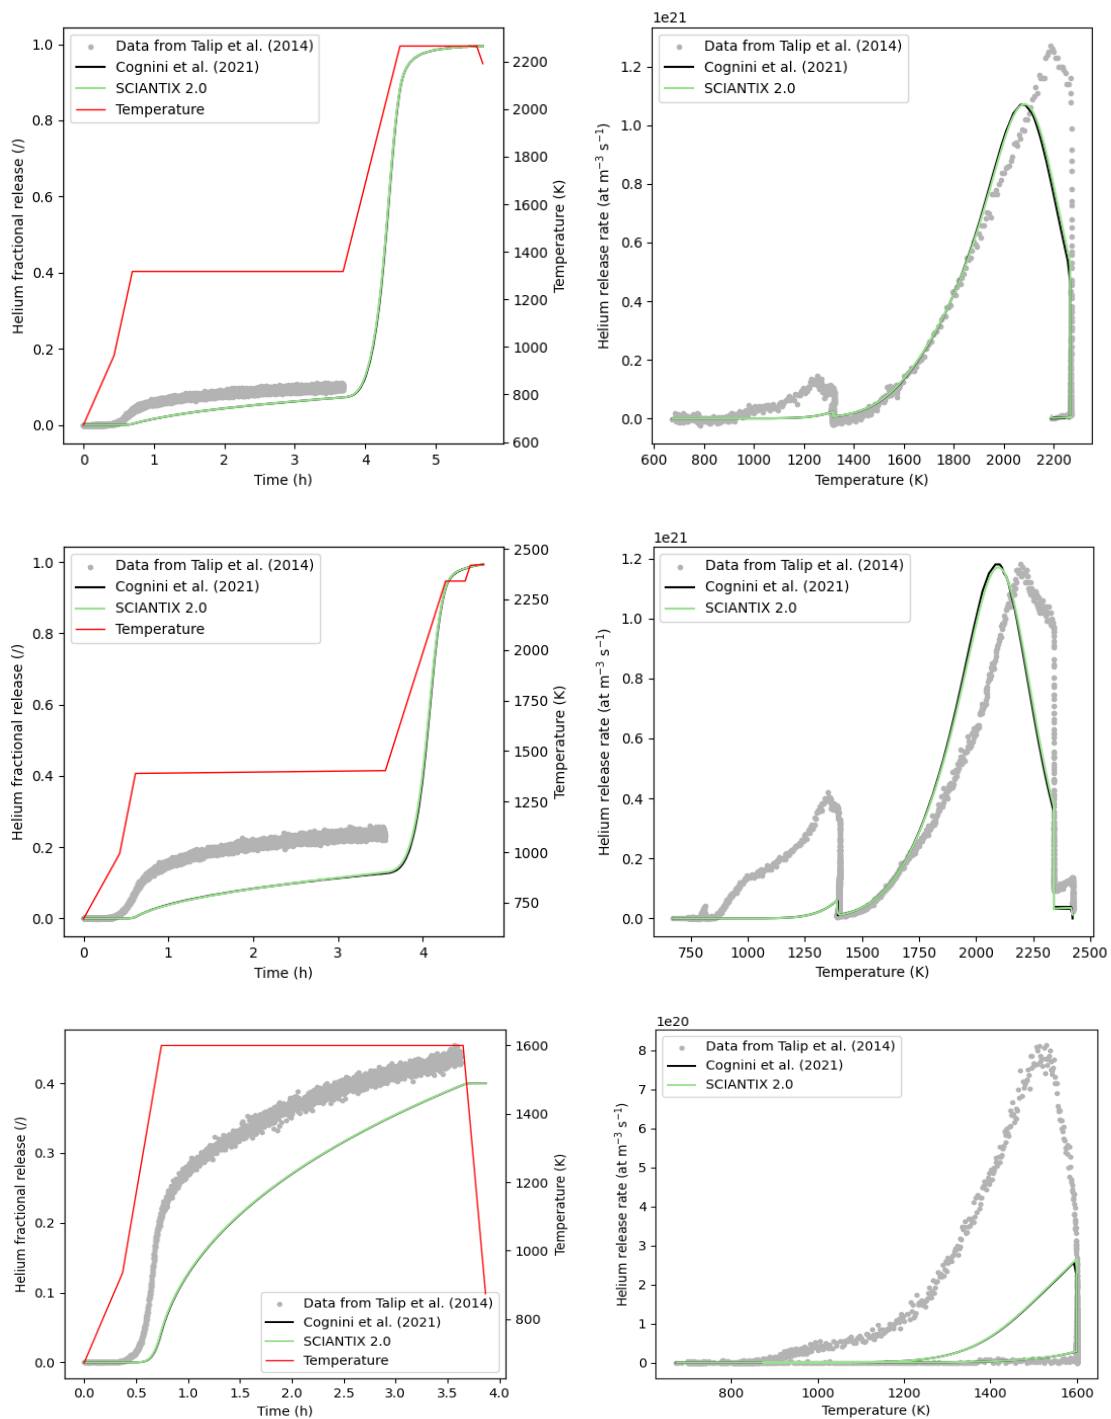 1e21
Data from Talip et al. (2014)
Cognini et al. (2021)
SCIANTIX 2.0
Temperature
Helium fractional release (/)
1.0
0.8
0.6
0.4
0.2
0.0
2200
2000
1800
1600
1400
1200
1000
800
600
Temperature (K)
0 1 2 3 4 5
Time (h)
Data from Talip et al. (2014)
Cognini et al. (2021)
SCIANTIX 2.0
Helium release rate (at m⁻³ s⁻¹)
1.2
1.0
0.8
0.6
0.4
0.2
0.0
600 800 1000 1200 1400 1600 1800 2000 2200
Temperature (K)
1e21
Data from Talip et al. (2014)
Cognini et al. (2021)
SCIANTIX 2.0
Temperature
Helium fractional release (/)
1.0
0.8
0.6
0.4
0.2
0.0
2500
2250
2000
1750
1500
1250
1000
750
Temperature (K)
0 1 2 3 4
Time (h)
Data from Talip et al. (2014)
Cognini et al. (2021)
SCIANTIX 2.0
Helium release rate (at m⁻³ s⁻¹)
1.2
1.0
0.8
0.6
0.4
0.2
0.0
750 1000 1250 1500 1750 2000 2250 2500
Temperature (K)
1e20
Helium fractional release (/)
0.4
0.3
0.2
0.1
0.0
1600
1400
1200
1000
800
Temperature (K)
Data from Talip et al. (2014)
Cognini et al. (2021)
SCIANTIX 2.0
Temperature
0.0 0.5 1.0 1.5 2.0 2.5 3.0 3.5 4.0
Time (h)
Data from Talip et al. (2014)
Cognini et al. (2021)
SCIANTIX 2.0
Helium release rate (at m⁻³ s⁻¹)
8
7
6
5
4
3
2
1
0
800 1000 1200 1400 1600
Temperature (K)